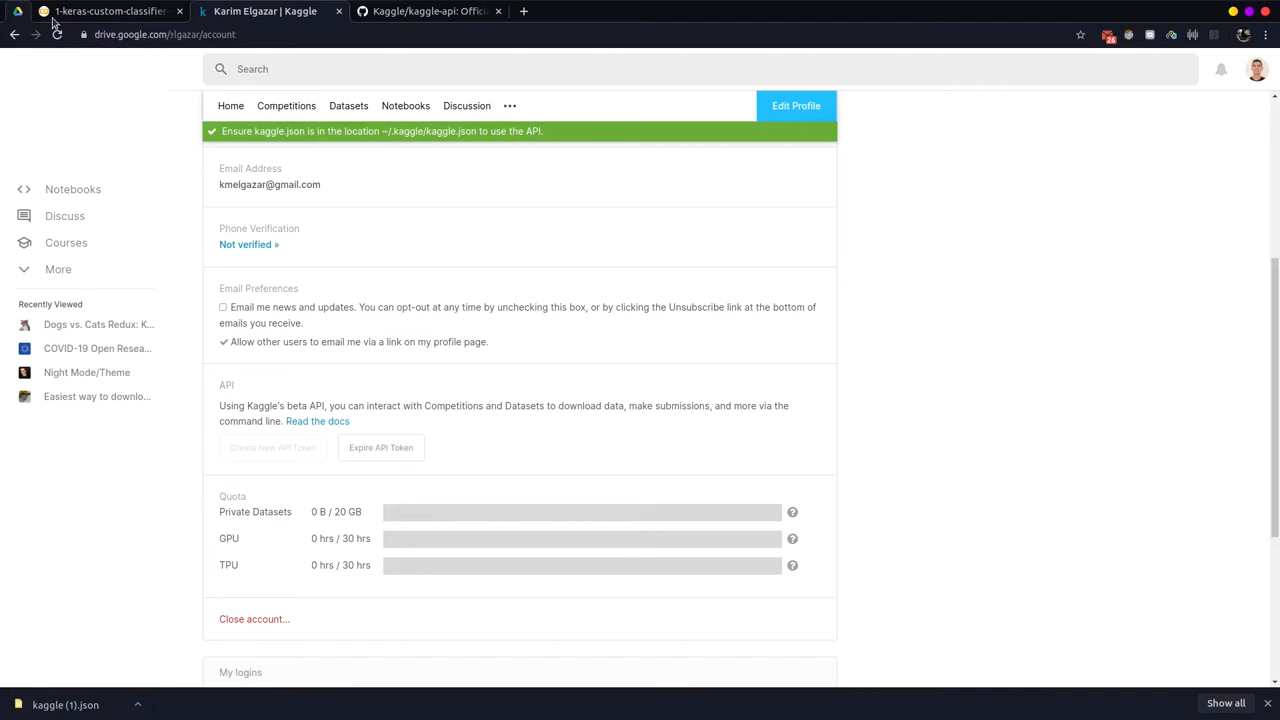 1-keras-custom-classifier-
Karim Elgazar | Kaggle
Kaggle/kaggle-api: Offici
drive.google.com/elgazar/account
26
Search
Home
Competitions
Datasets
Notebooks
Discussion
Edit Profile
Ensure kaggle.json is in the location ~/.kaggle/kaggle.json to use the API.
Email Address
kmelgazar@gmail.com
Notebooks
Discuss
Courses
More
Recently Viewed
Dogs vs. Cats Redux: K...
COVID-19 Open Resea...
Night Mode/Theme
Easiest way to downlo...
Phone Verification
Not verified »
Email Preferences
Email me news and updates. You can opt-out at any time by unchecking this box, or by clicking the Unsubscribe link at the bottom of
emails you receive.
Allow other users to email me via a link on my profile page.
API
Using Kaggle's beta API, you can interact with Competitions and Datasets to download data, make submissions, and more via the
command line. Read the docs
Create New API Token
Expire API Token
Quota
Private Datasets 0 B / 20 GB
GPU 0 hrs / 30 hrs
TPU 0 hrs / 30 hrs
Close account...
My logins
kaggle (1).json
Show all